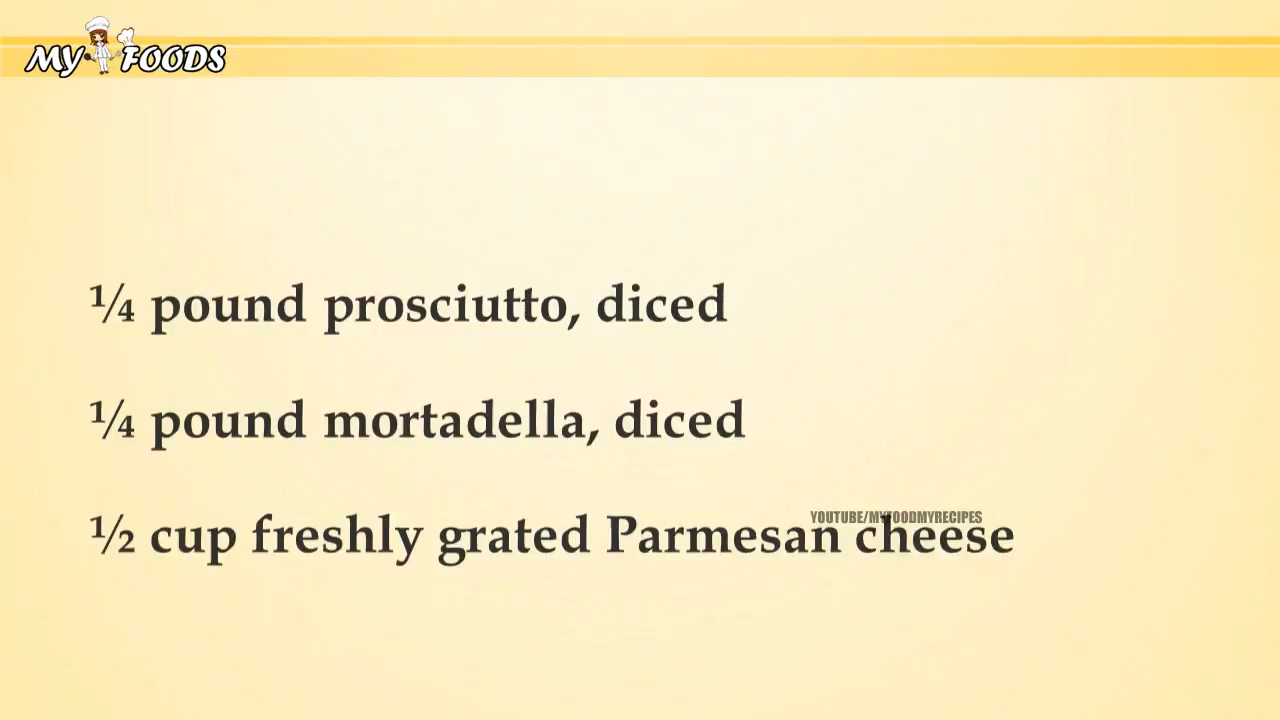 MY FOODS
¼ pound prosciutto, diced
¼ pound mortadella, diced
YOUTUBE/MYFOODMYRECIPES
½ cup freshly grated Parmesan cheese